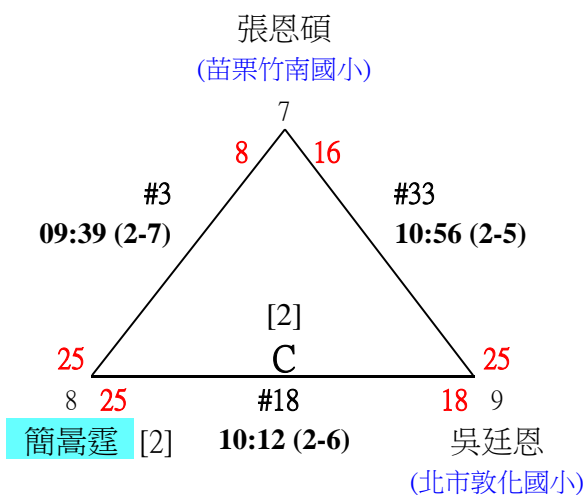 張恩碩
(苗栗竹南國小)
7
8 16
#3 #33
09:39 (2-7) 10:56 (2-5)
[2]
25 C 25
8 25 #18 18 9
簡暠霆 [2] 10:12 (2-6) 吳廷恩
(北市敦化國小)